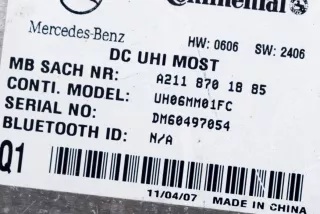 Continental
Mercedes-Benz HW: 0606 SW: 2406
DC UHI MOST
MB SACH NR: A211 870 18 85
CONTI. MODEL: UH06MM01FC
SERIAL NO: DM60497054
BLUETOOTH ID: N/A
Q1
11/04/07 MADE IN CHINA